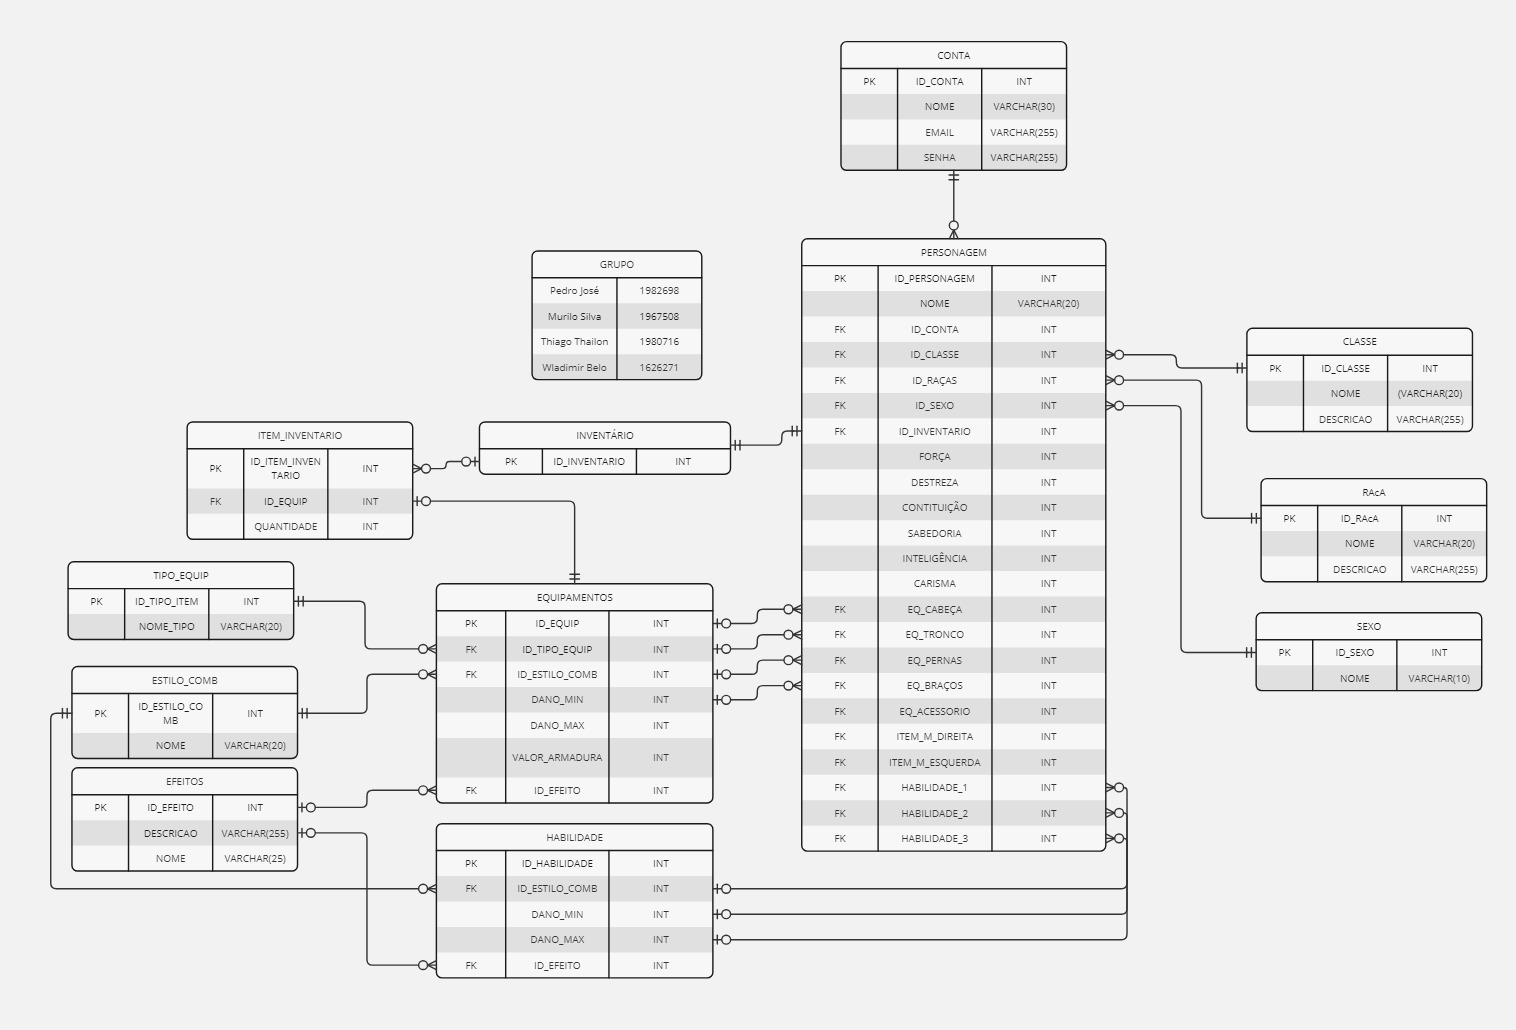 CONTA
PK ID_CONTA INT
NOME VARCHAR(30)
EMAIL VARCHAR(255)
SENHA VARCHAR(255)
GRUPO
Pedro José 1982698
Murilo Silva 1967508
Thiago Thailon 1980716
Wladimir Belo 1626271
PERSONAGEM
PK ID_PERSONAGEM INT
NOME VARCHAR(20)
FK ID_CONTA INT
FK ID_CLASSE INT
FK ID_RAÇAS INT
FK ID_SEXO INT
FK ID_INVENTARIO INT
FORÇA INT
DESTREZA INT
CONTITUIÇÃO INT
SABEDORIA INT
INTELIGÊNCIA INT
CARISMA INT
FK EQ_CABEÇA INT
FK EQ_TRONCO INT
FK EQ_PERNAS INT
FK EQ_BRAÇOS INT
FK EQ_ACESSORIO INT
FK ITEM_M_DIREITA INT
FK ITEM_M_ESQUERDA INT
FK HABILIDADE_1 INT
FK HABILIDADE_2 INT
FK HABILIDADE_3 INT
CLASSE
PK ID_CLASSE INT
NOME (VARCHAR(20)
DESCRICAO VARCHAR(255)
RAcA
PK ID_RAcA INT
NOME VARCHAR(20)
DESCRICAO VARCHAR(255)
SEXO
PK ID_SEXO INT
NOME VARCHAR(10)
ITEM_INVENTARIO
PK ID_ITEM_INVEN INT
TARIO
FK ID_EQUIP INT
QUANTIDADE INT
INVENTÁRIO
PK ID_INVENTARIO INT
TIPO_EQUIP
PK ID_TIPO_ITEM INT
NOME_TIPO VARCHAR(20)
ESTILO_COMB
PK ID_ESTILO_CO INT
MB
NOME VARCHAR(20)
EFEITOS
PK ID_EFEITO INT
DESCRICAO VARCHAR(255)
NOME VARCHAR(25)
EQUIPAMENTOS
PK ID_EQUIP INT
FK ID_TIPO_EQUIP INT
FK ID_ESTILO_COMB INT
DANO_MIN INT
DANO_MAX INT
VALOR_ARMADURA INT
FK ID_EFEITO INT
HABILIDADE
PK ID_HABILIDADE INT
FK ID_ESTILO_COMB INT
DANO_MIN INT
DANO_MAX INT
FK ID_EFEITO INT